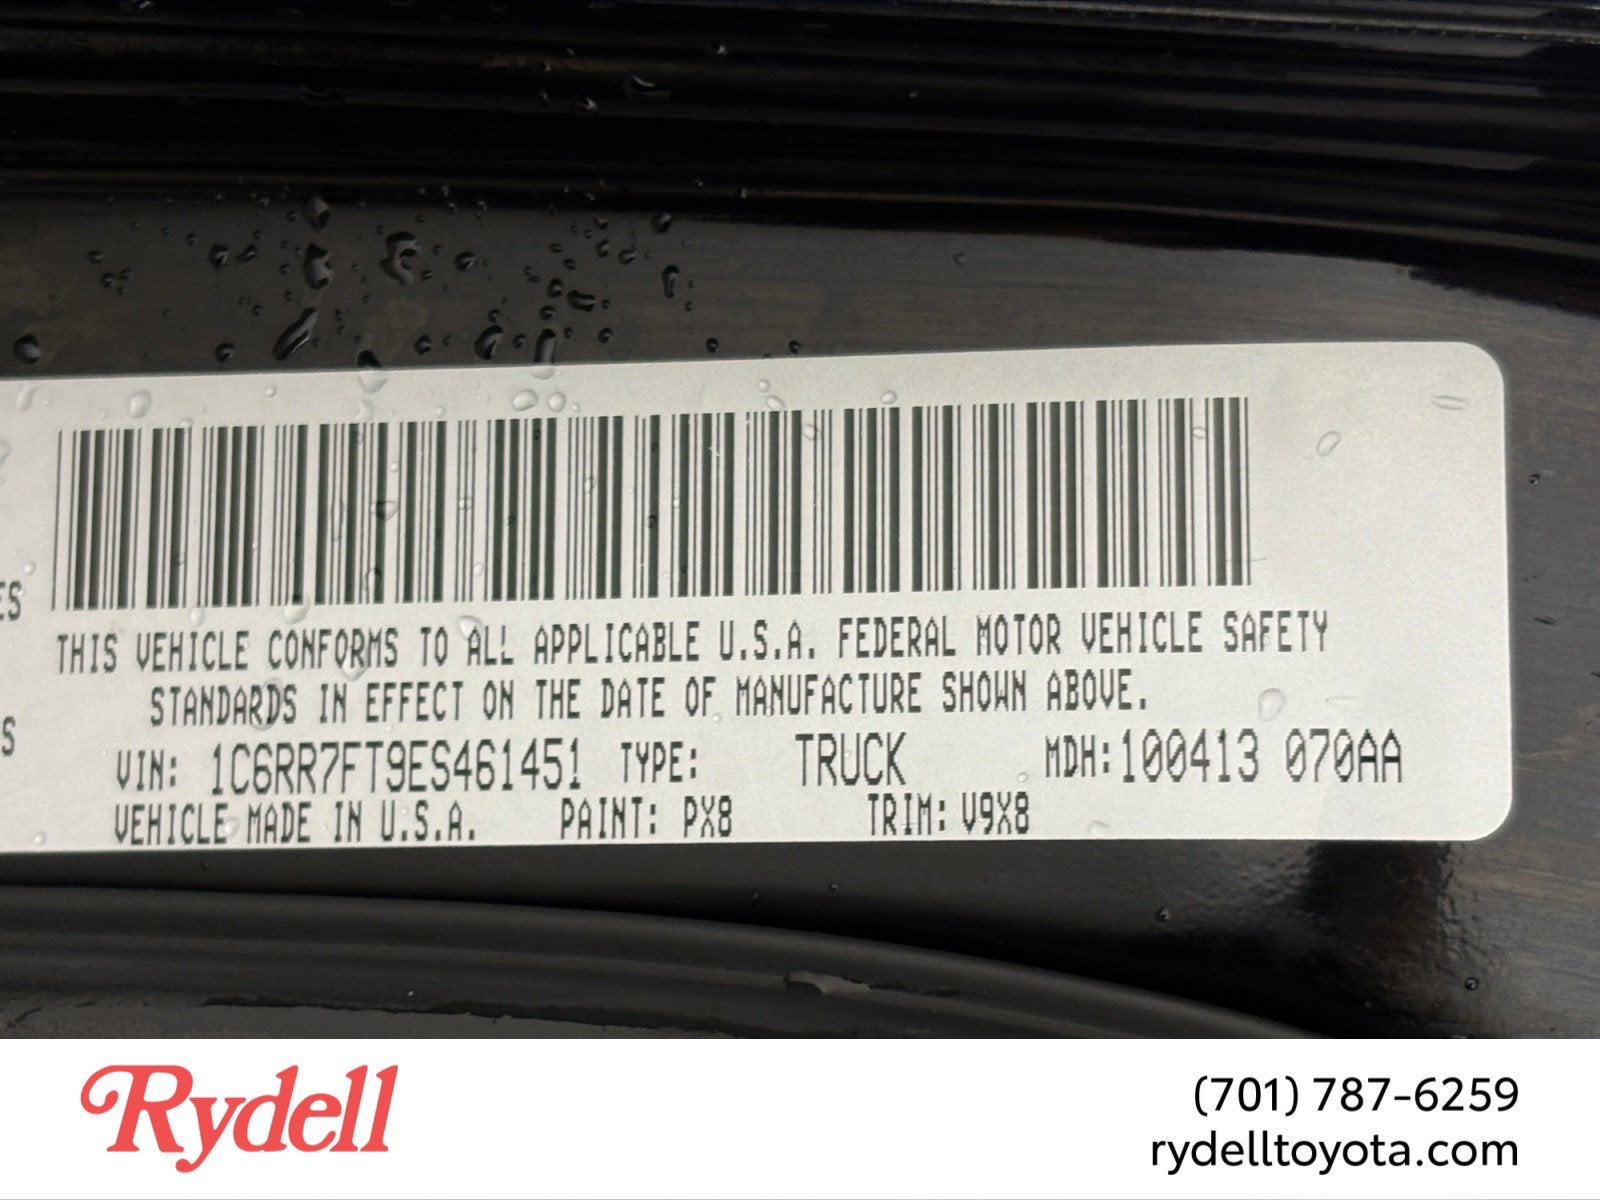 ES
THIS VEHICLE CONFORMS TO ALL APPLICABLE U.S.A. FEDERAL MOTOR VEHICLE SAFETY
STANDARDS IN EFFECT ON THE DATE OF MANUFACTURE SHOWN ABOVE.
S
VIN: 1C6RR7FT9ES461451 TYPE: TRUCK MDH:100413 070AA
VEHICLE MADE IN U.S.A. PAINT: PX8 TRIM: V9X8
Rydell
(701) 787-6259
rydelltoyota.com